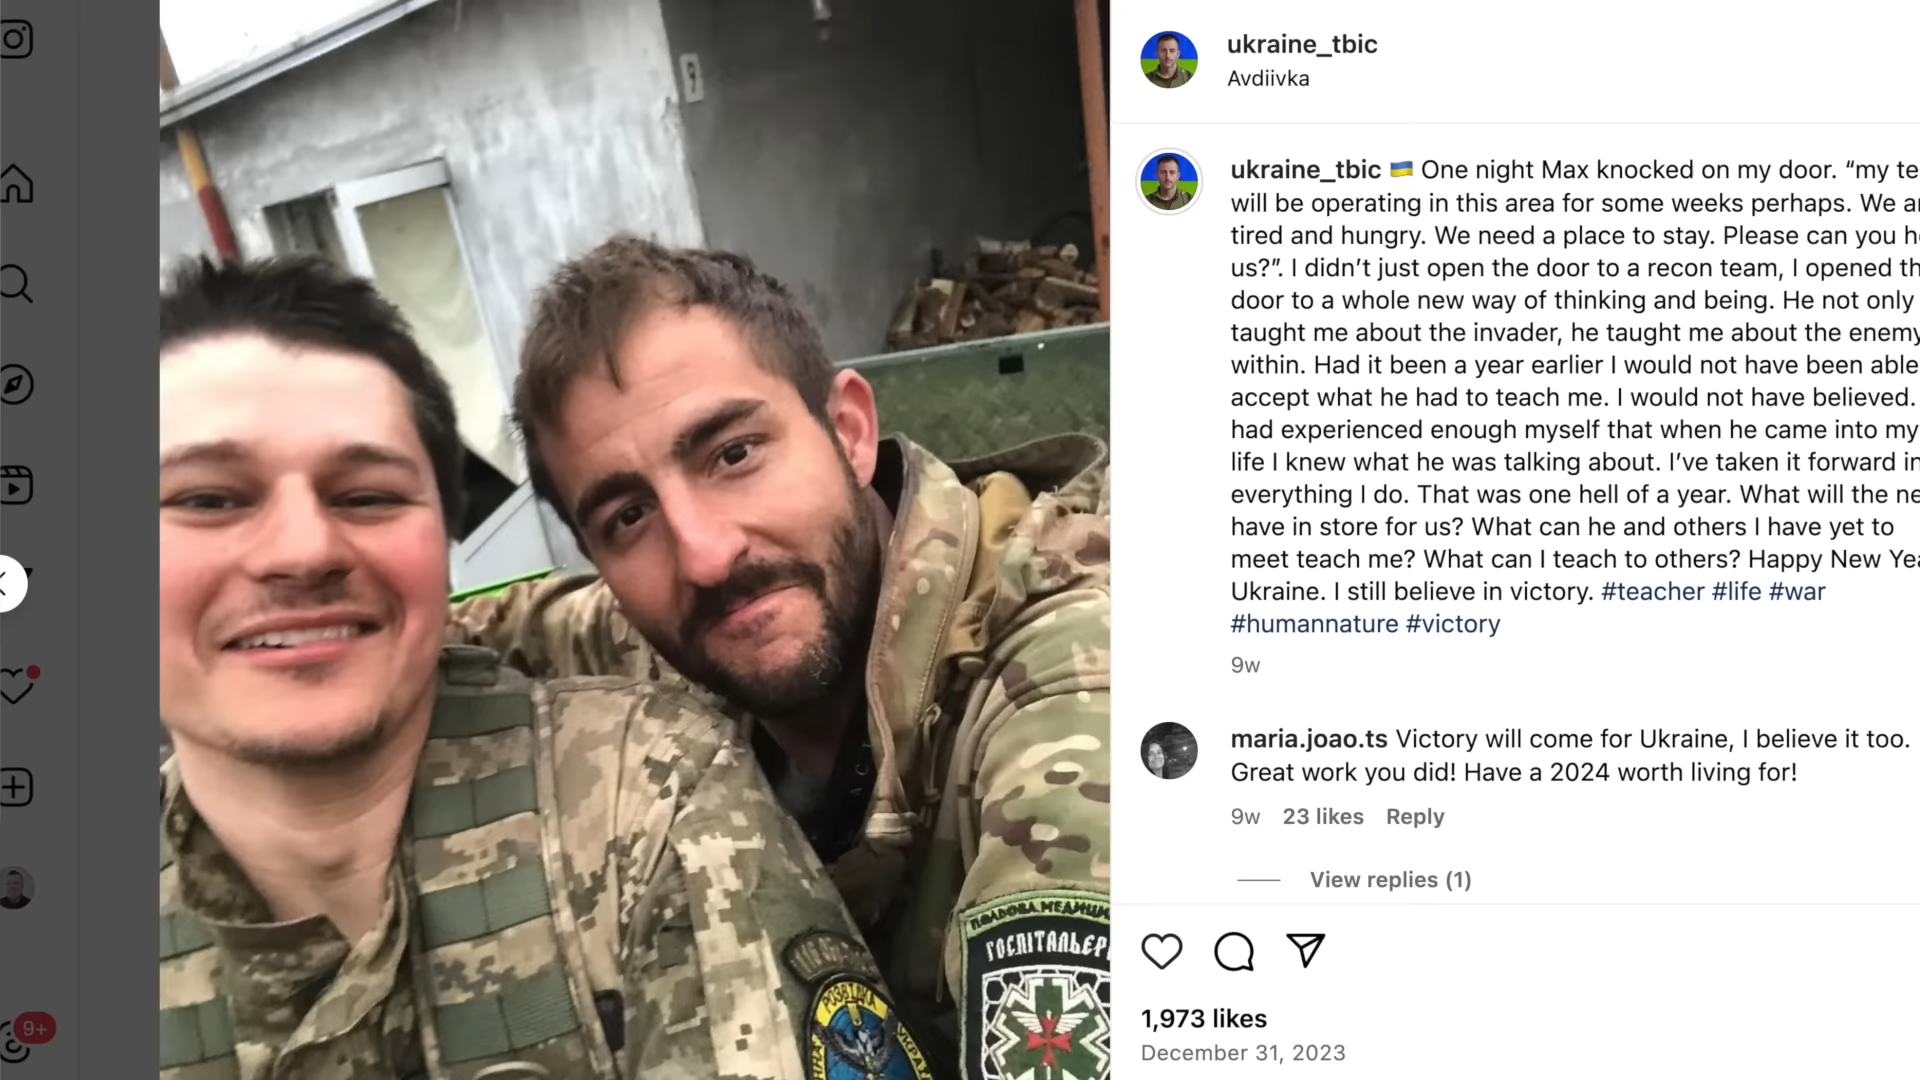 ukraine_tbic
Avdiivka
ukraine_tbic 🇺🇦 One night Max knocked on my door. “my te
will be operating in this area for some weeks perhaps. We ar
tired and hungry. We need a place to stay. Please can you he
us?”. I didn’t just open the door to a recon team, I opened th
door to a whole new way of thinking and being. He not only
taught me about the invader, he taught me about the enemy
within. Had it been a year earlier I would not have been able
accept what he had to teach me. I would not have believed.
had experienced enough myself that when he came into my
life I knew what he was talking about. I’ve taken it forward in
everything I do. That was one hell of a year. What will the ne
have in store for us? What can he and others I have yet to
meet teach me? What can I teach to others? Happy New Yea
Ukraine. I still believe in victory. #teacher #life #war
#humannature #victory
9w
maria.joao.ts Victory will come for Ukraine, I believe it too.
Great work you did! Have a 2024 worth living for!
9w 23 likes Reply
View replies (1)
1,973 likes
December 31, 2023
9+
ПОЛЬОВА МЕДИЦИ
ГОСПІТАЛЬЄР
РОЗВІДКА